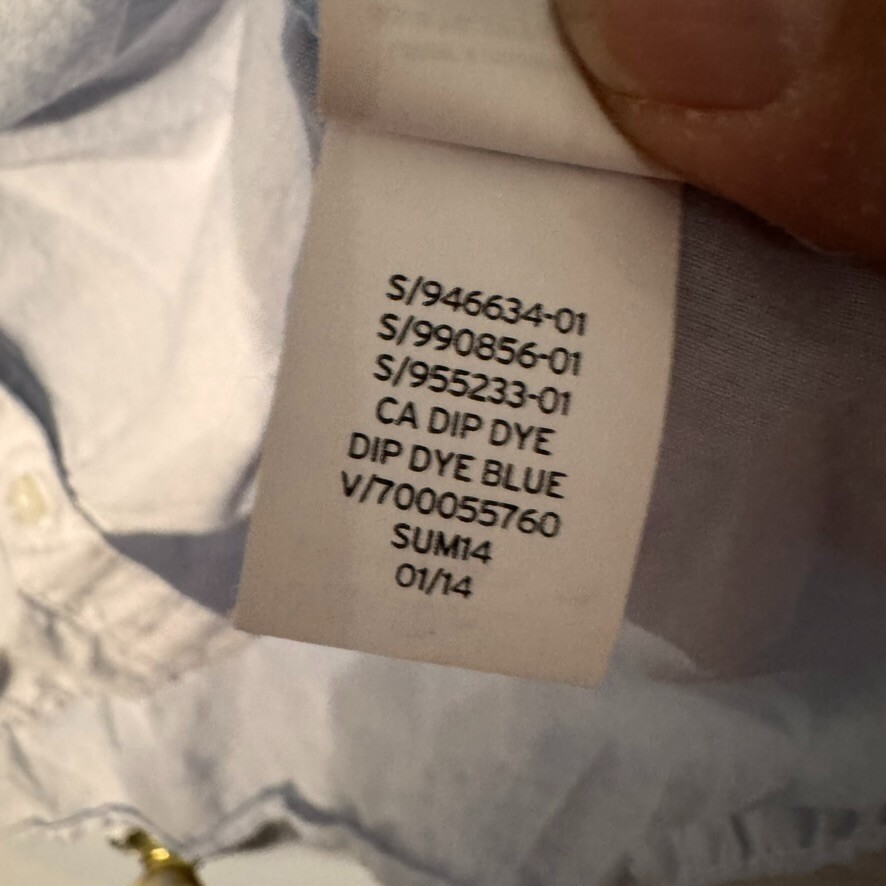 S/946634-01
S/990856-01
S/955233-01
CA DIP DYE
DIP DYE BLUE
V/700055760
SUM14
01/14